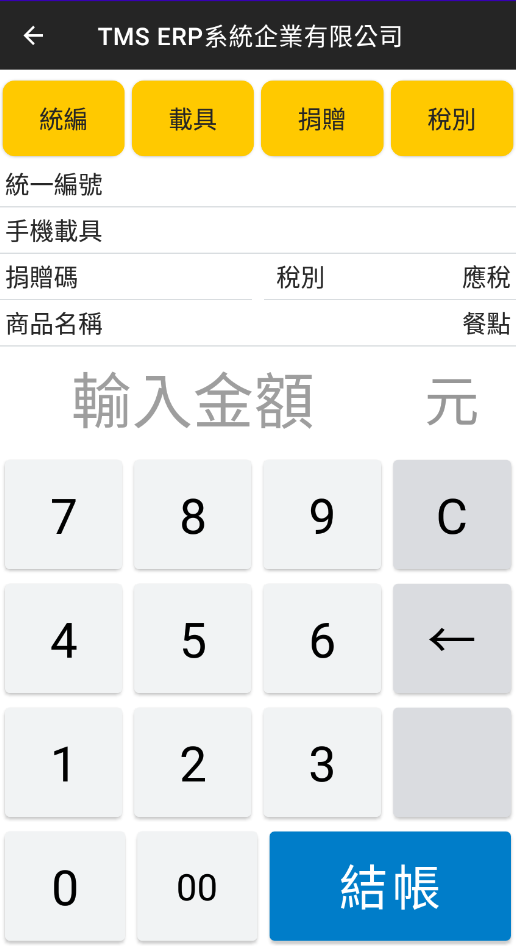 ← TMS ERP系統企業有限公司
統編 載具 捐贈 稅別
統一編號
手機載具
捐贈碼 稅別 應稅
商品名稱 餐點
輸入金額 元
7 8 9 C
4 5 6 ←
1 2 3
0 00 結帳